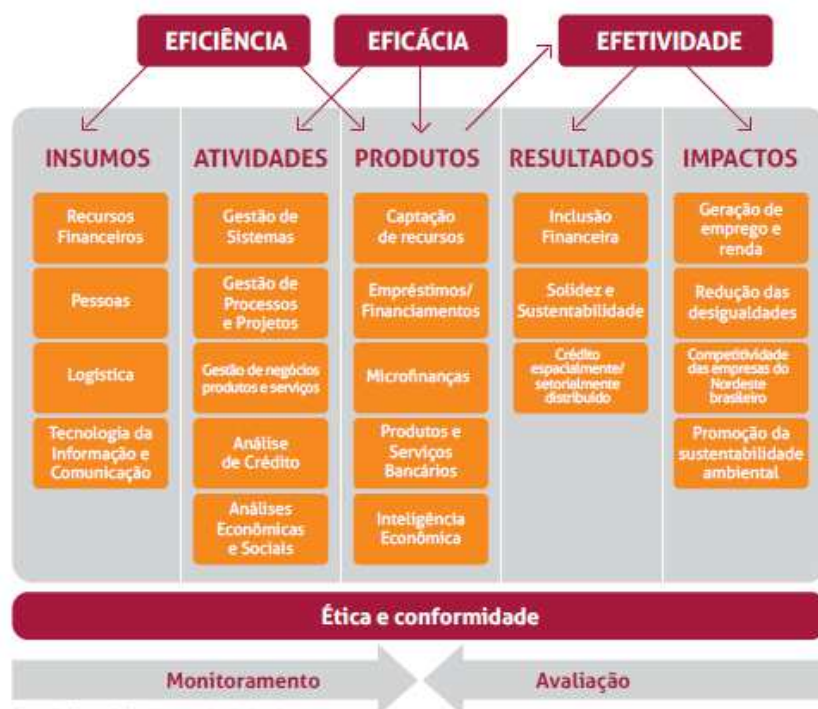 EFICIÊNCIA
EFICÁCIA
EFETIVIDADE
INSUMOS
Recursos
Financeiros
Pessoas
Logística
Tecnologia da
Informação e
Comunicação
ATIVIDADES
Gestão de
Sistemas
Gestão de
Processos
e Projetos
Gestão de negócios
produtos e serviços
Análise
de Crédito
Análises
Econômicas
e Sociais
PRODUTOS
Captação
de recursos
Empréstimos/
Financiamentos
Microfinanças
Produtos e
Serviços
Bancários
Inteligência
Econômica
RESULTADOS
Inclusão
Financeira
Solidez e
Sustentabilidade
Crédito
espacialmente/
setorialmente
distribuído
IMPACTOS
Geração de
emprego e
renda
Redução das
desigualdades
Competitividade
das empresas do
Nordeste
brasileiro
Promoção da
sustentabilidade
ambiental
Ética e conformidade
Monitoramento
Avaliação